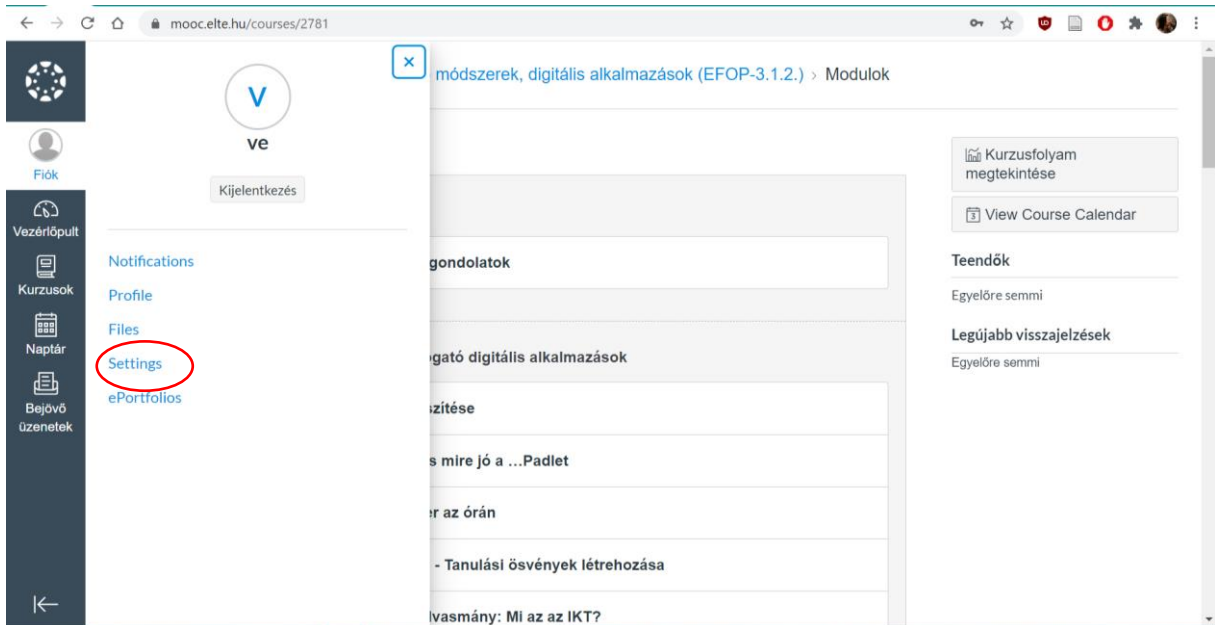 mooc.elte.hu/courses/2781
módszerek, digitális alkalmazások (EFOP-3.1.2.) › Modulok
Fiók
Vezérlőpult
Kurzusok
Naptár
Bejövő
üzenetek
V
ve
Kijelentkezés
Notifications
Profile
Files
Settings
ePortfolios
gondolatok
ogató digitális alkalmazások
szítése
s mire jó a ...Padlet
er az órán
- Tanulási ösvények létrehozása
lvasmány: Mi az az IKT?
Kurzusfolyam
megtekintése
View Course Calendar
Teendők
Egyelőre semmi
Legújabb visszajelzések
Egyelőre semmi